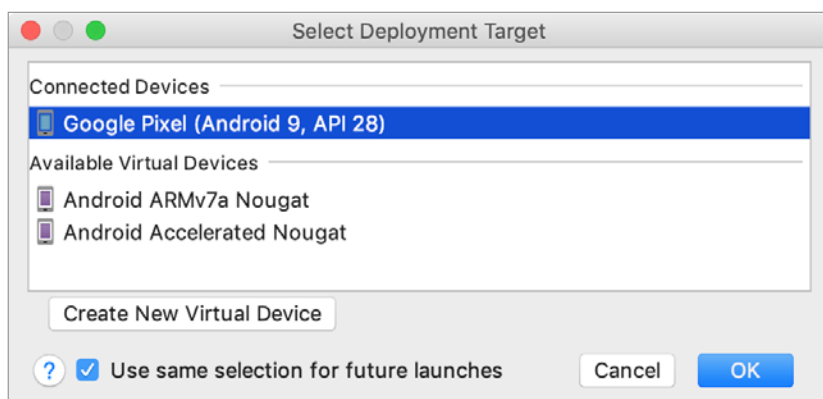 Select Deployment Target
Connected Devices
Google Pixel (Android 9, API 28)
Available Virtual Devices
Android ARMv7a Nougat
Android Accelerated Nougat
Create New Virtual Device
? Use same selection for future launches Cancel OK